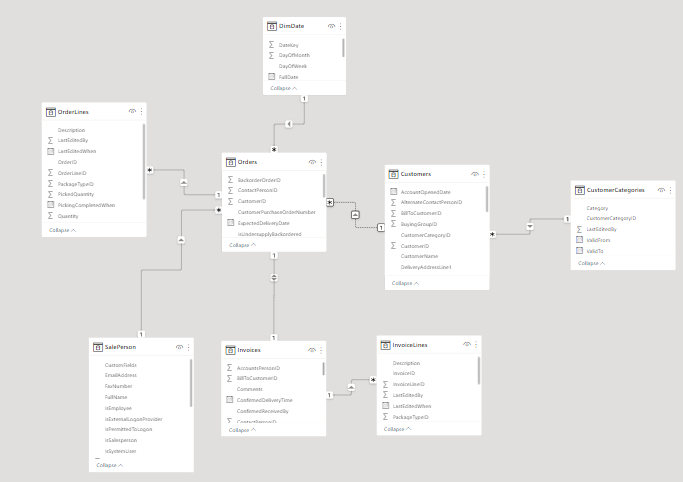 DimDate
DateKey
DayOfMonth
DayOfWeek
FullDate
Collapse
OrderLines
Description
LastEditedBy
LastEditedWhen
OrderID
OrderLineID
PackageTypeID
PickedQuantity
PickingCompletedWhen
Quantity
Collapse
Orders
BackorderOrderID
ContactPersonID
CustomerID
CustomerPurchaseOrderNumber
ExpectedDeliveryDate
IsUndersupplyBackordered
Collapse
Customers
AccountOpenedDate
AlternateContactPersonID
BillToCustomerID
BuyingGroupID
CustomerCategoryID
CustomerID
CustomerName
DeliveryAddressLine1
Collapse
CustomerCategories
Category
CustomerCategoryID
LastEditedBy
ValidFrom
ValidTo
Collapse
1
*
*
1
*
*
1
*
1
1
1
SalePerson
CustomFields
EmailAddress
FaxNumber
FullName
IsEmployee
IsExternalLogonProvider
IsPermittedToLogon
IsSalesperson
IsSystemUser
Collapse
Invoices
AccountsPersonID
BillToCustomerID
Comments
ConfirmedDeliveryTime
ConfirmedReceivedBy
ContactPersonID
Collapse
1
*
InvoiceLines
Description
InvoiceID
InvoiceLineID
LastEditedBy
LastEditedWhen
PackageTypeID
Collapse